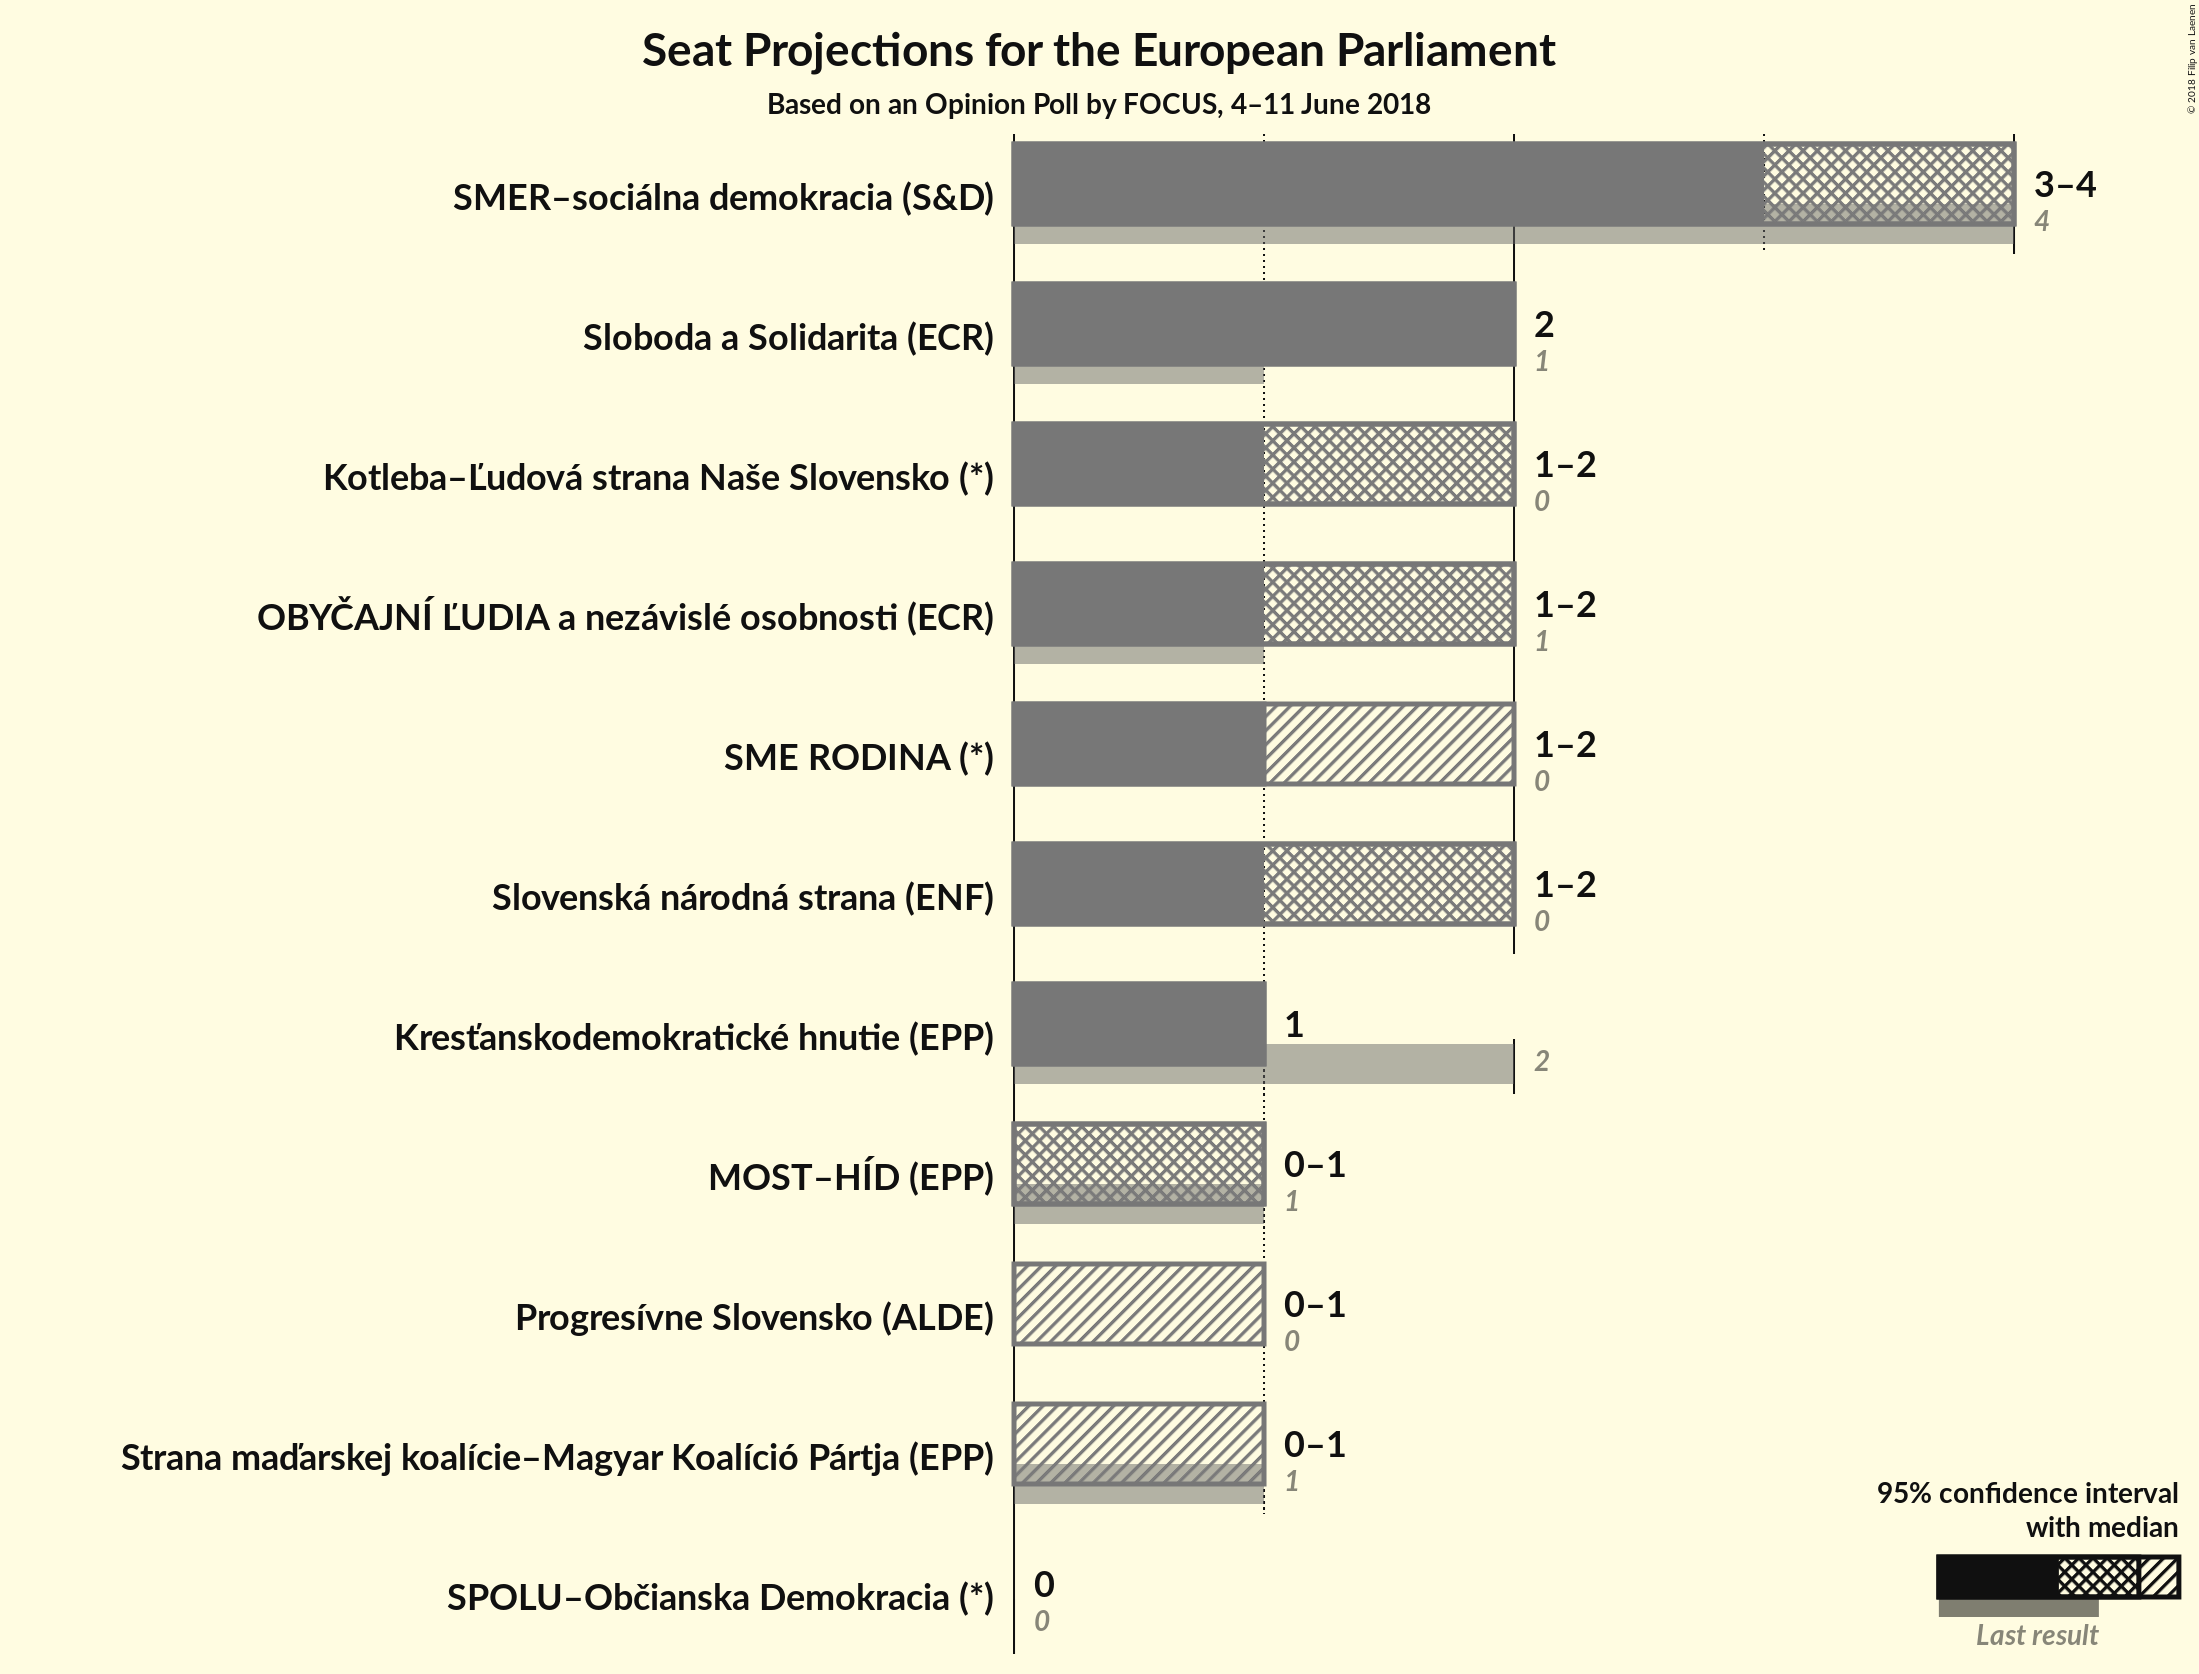 Seat Projections for the European Parliament
Based on an Opinion Poll by FOCUS, 4–11 June 2018
© 2018 Filip van Laenen
SMER–sociálna demokracia (S&D)
3–4
4
Sloboda a Solidarita (ECR)
2
1
Kotleba–Ľudová strana Naše Slovensko (*)
1–2
0
OBYČAJNÍ ĽUDIA a nezávislé osobnosti (ECR)
1–2
1
SME RODINA (*)
1–2
0
Slovenská národná strana (ENF)
1–2
0
Kresťanskodemokratické hnutie (EPP)
1
2
MOST–HÍD (EPP)
0–1
1
Progresívne Slovensko (ALDE)
0–1
0
Strana maďarskej koalície–Magyar Koalíció Pártja (EPP)
0–1
1
SPOLU–Občianska Demokracia (*)
0
0
95% confidence interval
with median
Last result